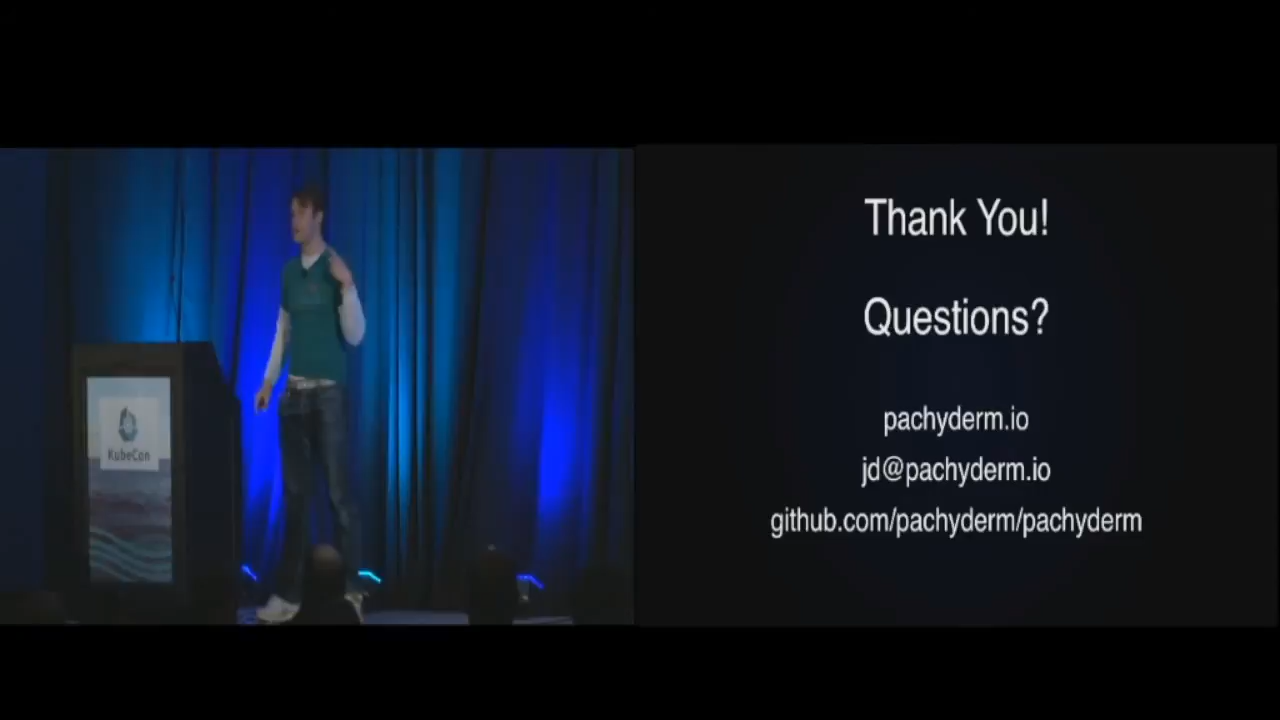 KubeCon
Thank You!
Questions?
pachyderm.io
jd@pachyderm.io
github.com/pachyderm/pachyderm